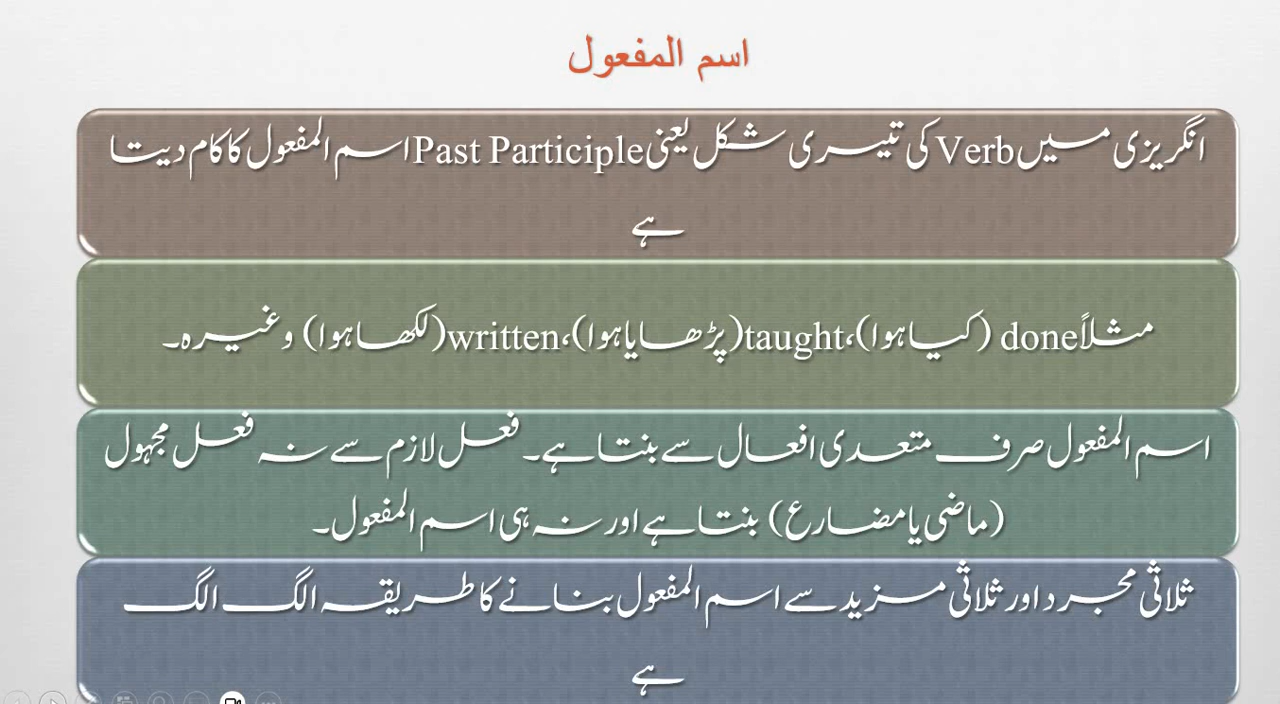 اسم المفعول
انگریزی میں Verb کی تیسری شکل یعنی Past Participle اسم المفعول کا کام دیتا
ہے
مثلاً done (کیا ہوا)، taught (پڑھایا ہوا)، written (لکھا ہوا) وغیرہ۔
اسم المفعول صرف متعدی افعال سے بنتا ہے۔ فعل لازم سے نہ فعل مجہول
(ماضی یا مضارع) بنتا ہے اور نہ ہی اسم المفعول۔
ثلاثی مجرد اور ثلاثی مزید سے اسم المفعول بنانے کا طریقہ الگ الگ
ہے